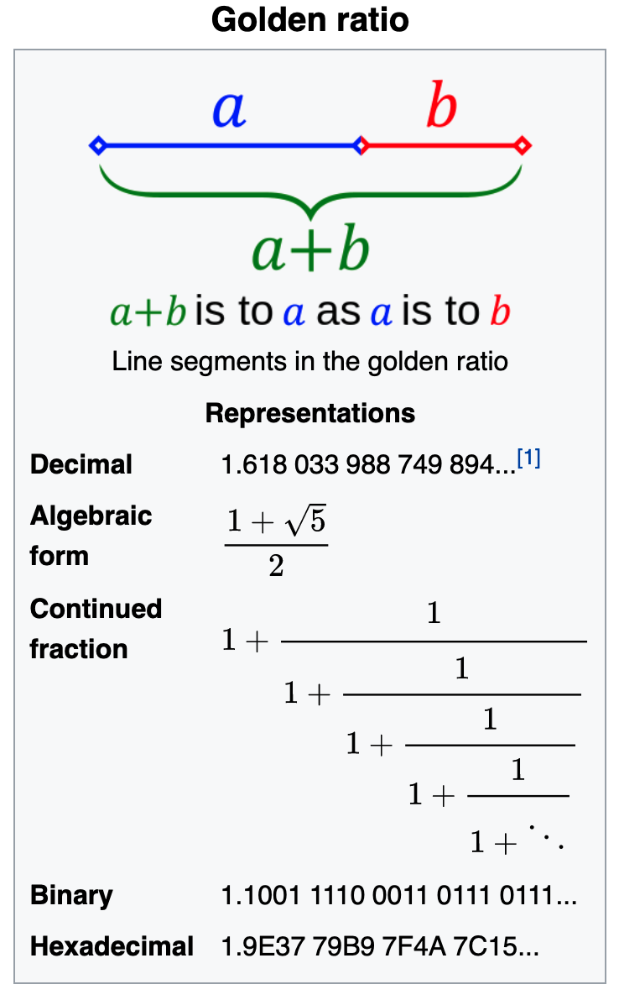 Golden ratio
a b
a+b
a+b is to a as a is to b
Line segments in the golden ratio
Representations
Decimal 1.618 033 988 749 894...[1]
Algebraic form
1 + √5
2
Continued fraction
1
1 +
1
1 +
1
1 +
1
1 +
1 + ⋱
Binary 1.1001 1110 0011 0111 0111...
Hexadecimal 1.9E37 79B9 7F4A 7C15...